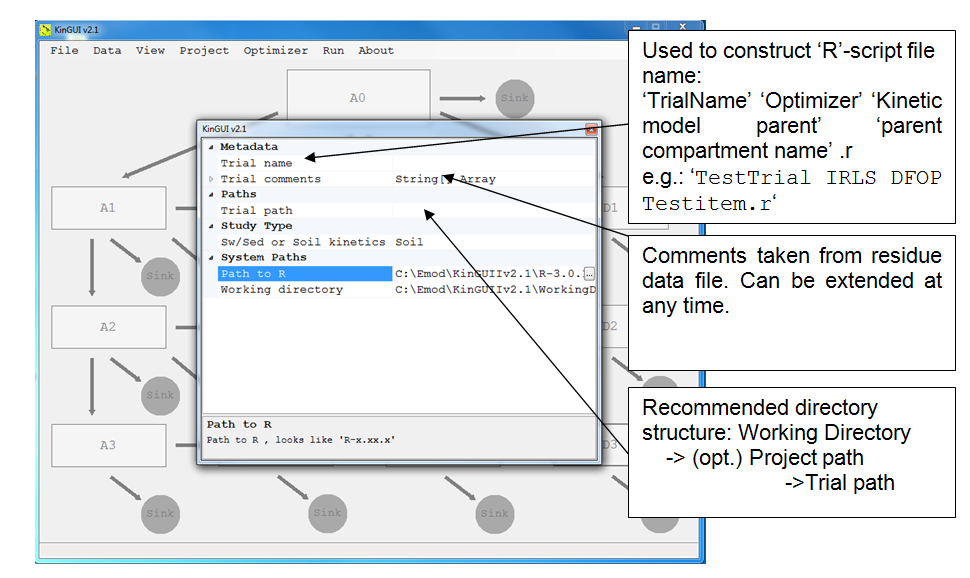 KinGUI v2.1
File Data View Project Optimizer Run About
A0
Sink
A1
D1
Sink
A2
D2
Sink
A3
D3
Sink
Sink
Sink
KinGUI v2.1
Metadata
Trial name
Trial comments String[] Array
Paths
Trial path
Study Type
Sw/Sed or Soil kinetics Soil
System Paths
Path to R C:\Emod\KinGUIIv2.1\R-3.0. ...
Working directory C:\Emod\KinGUIIv2.1\WorkingD
Path to R
Path to R , looks like 'R-x.xx.x'
Used to construct ‘R’-script file
name:
‘TrialName’ ‘Optimizer’ ‘Kinetic
model parent’ ‘parent
compartment name’ .r
e.g.: ‘TestTrial IRLS DFOP
Testitem.r‘
Comments taken from residue
data file. Can be extended at
any time.
Recommended directory
structure: Working Directory
-> (opt.) Project path
->Trial path